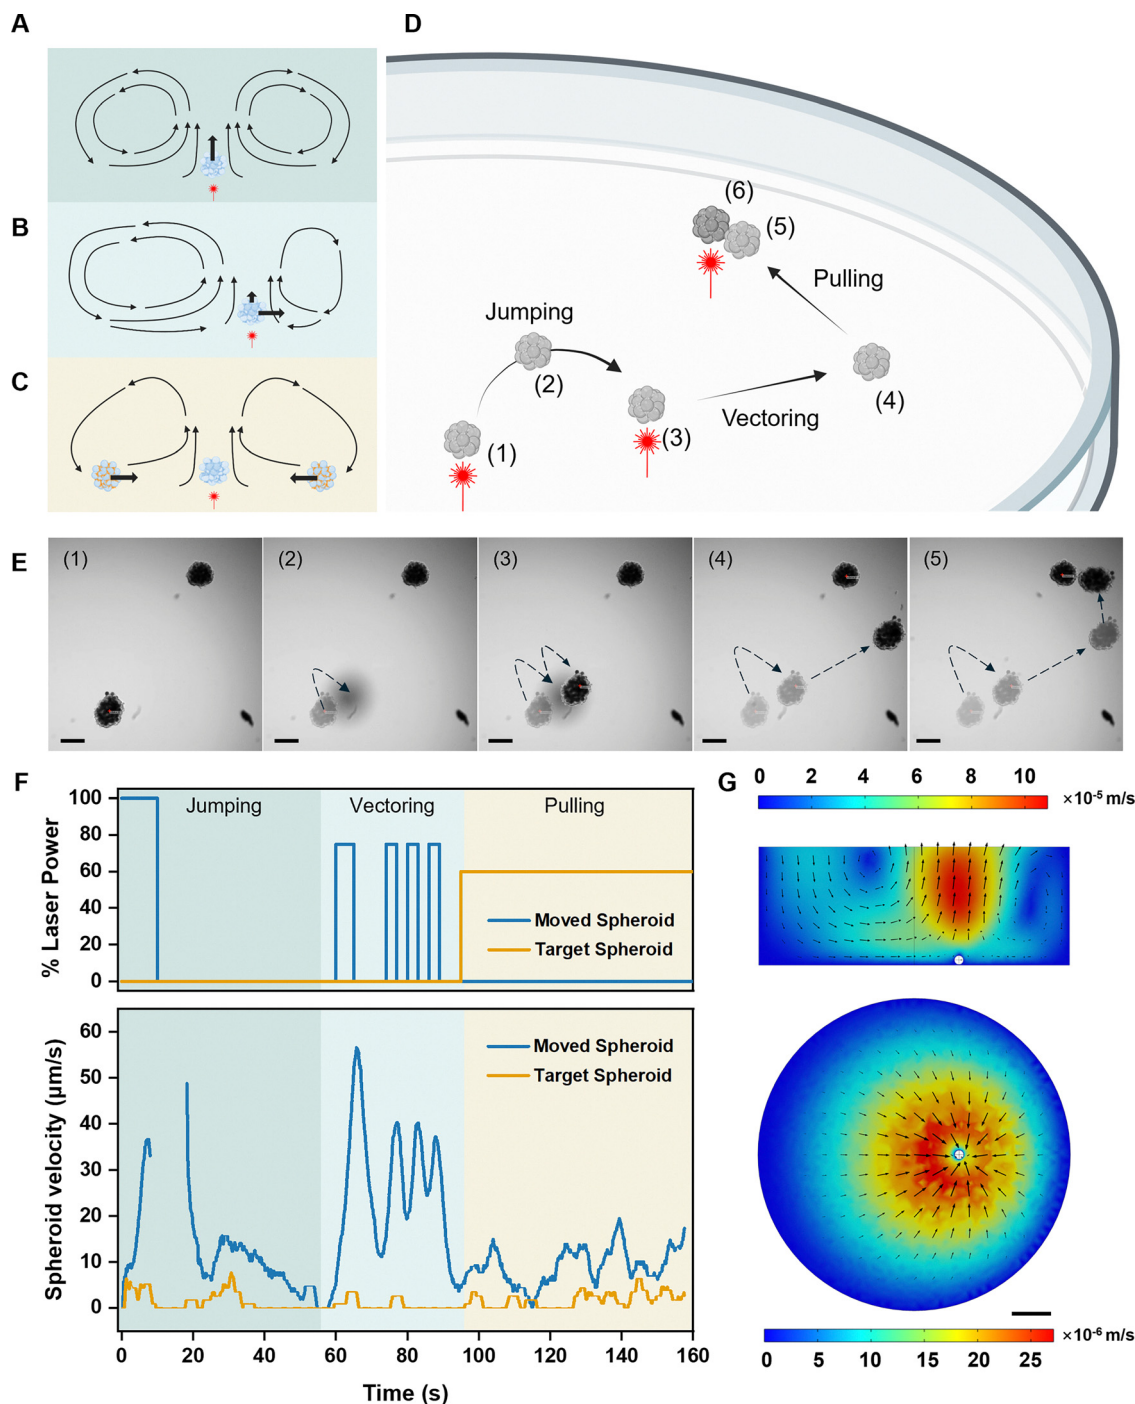 A
D
B
C
(6)
(5)
Pulling
Jumping
(2)
(4)
Vectoring
(3)
(1)
E
(1)
(2)
(3)
(4)
(5)
F
100
80
60
40
20
0
% Laser Power
Jumping
Vectoring
Pulling
Moved Spheroid
Target Spheroid
60
50
40
30
20
10
0
Spheroid velocity (µm/s)
Moved Spheroid
Target Spheroid
0 20 40 60 80 100 120 140 160
Time (s)
G
0 2 4 6 8 10
×10⁻⁵ m/s
×10⁻⁶ m/s
0 5 10 15 20 25